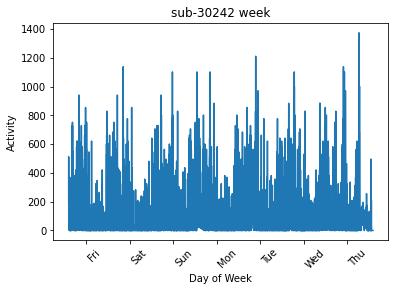 sub-30242 week
1400
1200
1000
800
600
400
200
0
Activity
Fri
Sat
Sun
Mon
Tue
Wed
Thu
Day of Week